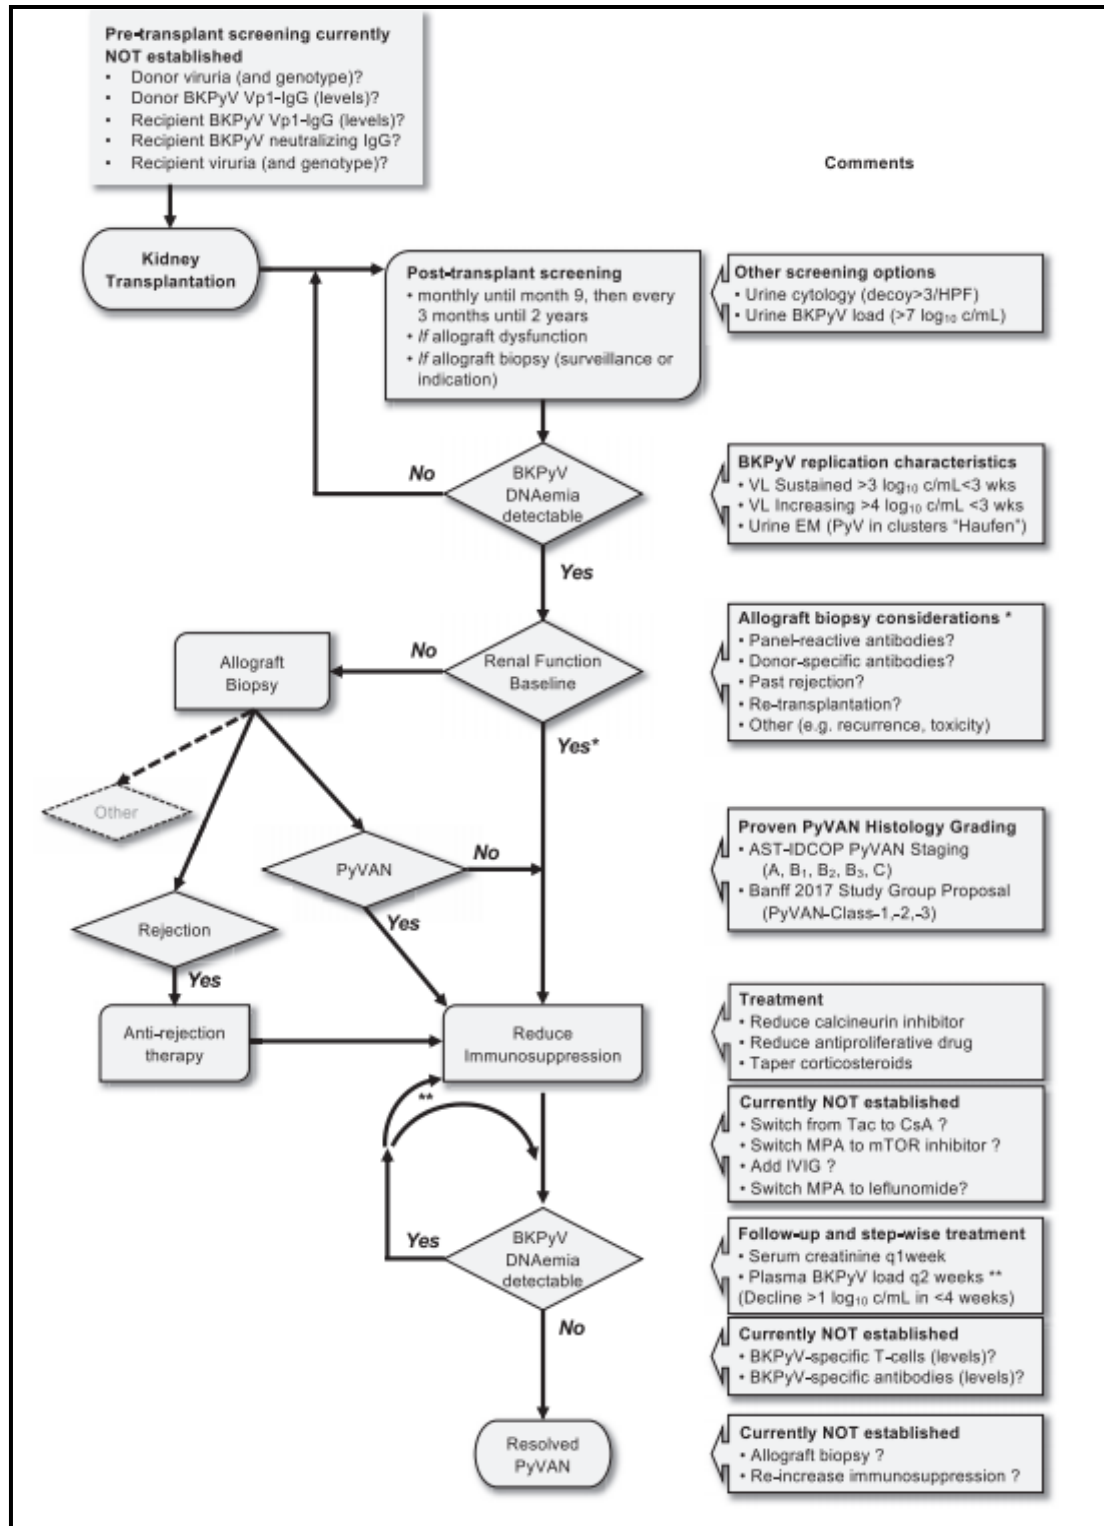 Pre-transplant screening currently
NOT established
• Donor viruria (and genotype)?
• Donor BKPyV Vp1-IgG (levels)?
• Recipient BKPyV Vp1-IgG (levels)?
• Recipient BKPyV neutralizing IgG?
• Recipient viruria (and genotype)?
Comments
Kidney
Transplantation
Post-transplant screening
• monthly until month 9, then every
3 months until 2 years
• If allograft dysfunction
• If allograft biopsy (surveillance or
indication)
Other screening options
• Urine cytology (decoy>3/HPF)
• Urine BKPyV load (>7 log₁₀ c/mL)
No
BKPyV
DNAemia
detectable
Yes
BKPyV replication characteristics
• VL Sustained >3 log₁₀ c/mL<3 wks
• VL Increasing >4 log₁₀ c/mL <3 wks
• Urine EM (PyV in clusters "Haufen")
Allograft
Biopsy
No
Renal Function
Baseline
Yes*
Allograft biopsy considerations *
• Panel-reactive antibodies?
• Donor-specific antibodies?
• Past rejection?
• Re-transplantation?
• Other (e.g. recurrence, toxicity)
Other
PyVAN
No
Yes
Rejection
Yes
Proven PyVAN Histology Grading
• AST-IDCOP PyVAN Staging
(A, B₁, B₂, B₃, C)
• Banff 2017 Study Group Proposal
(PyVAN-Class-1,-2,-3)
Anti-rejection
therapy
Reduce
Immunosuppression
Treatment
• Reduce calcineurin inhibitor
• Reduce antiproliferative drug
• Taper corticosteroids
**
Currently NOT established
• Switch from Tac to CsA ?
• Switch MPA to mTOR inhibitor ?
• Add IVIG ?
• Switch MPA to leflunomide?
Yes
BKPyV
DNAemia
detectable
No
Follow-up and step-wise treatment
• Serum creatinine q1week
• Plasma BKPyV load q2 weeks **
(Decline >1 log₁₀ c/mL in <4 weeks)
Currently NOT established
• BKPyV-specific T-cells (levels)?
• BKPyV-specific antibodies (levels)?
Resolved
PyVAN
Currently NOT established
• Allograft biopsy ?
• Re-increase immunosuppression ?